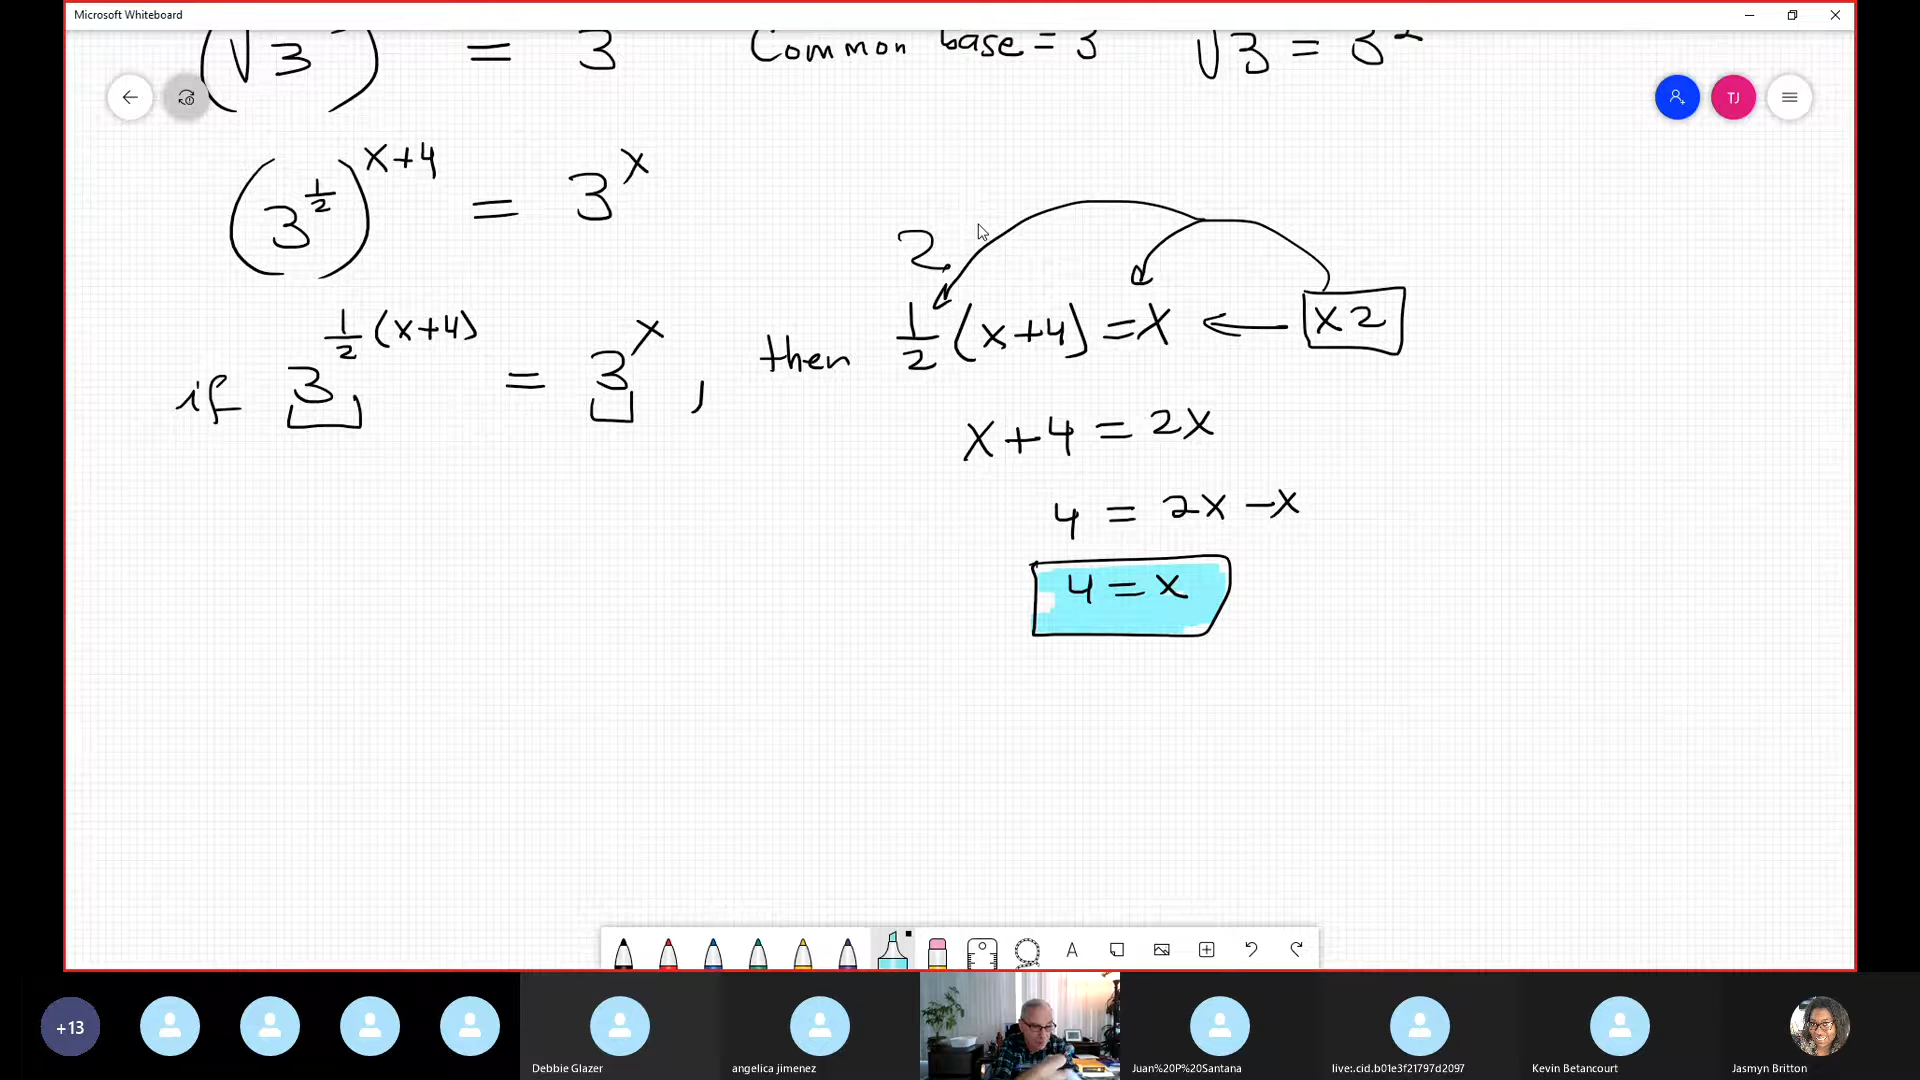 Microsoft Whiteboard
(√3 ) = 3 Common base = 3 √3 = 3
TJ
(3^½)^x+4 = 3^x
2.
if 3^½(x+4) = 3^x , then ½(x+4) = x ← x2
x+4 = 2x
4 = 2x -x
4 = x
A
+13
Debbie Glazer
angelica jimenez
Juan%20P%20Santana
live:.cid.b01e3f21797d2097
Kevin Betancourt
Jasmyn Britton